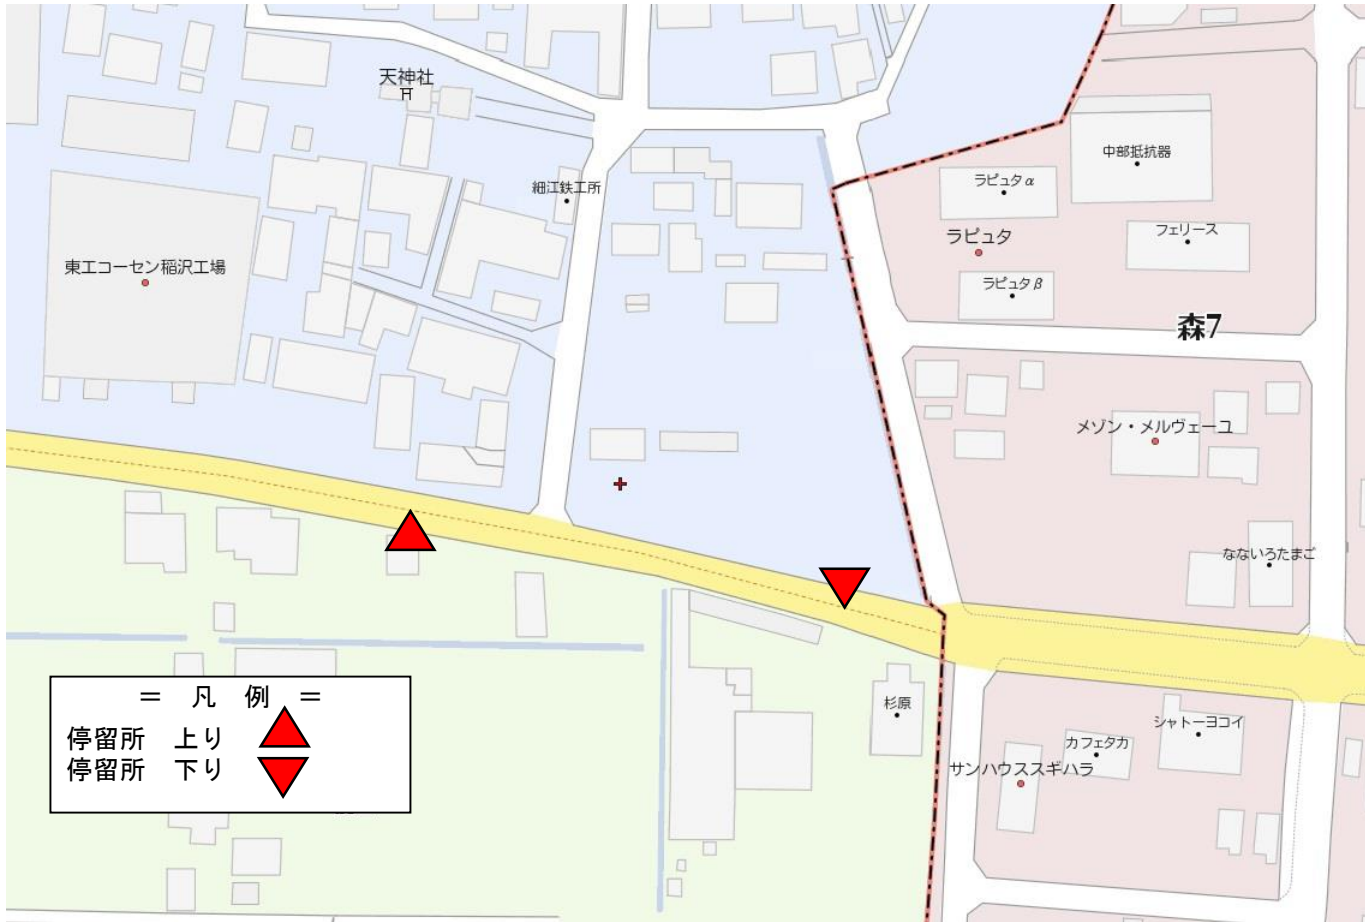 天神社
中部抵抗器
ラピュタα
細江鉄工所
フェリース
ラピュタ
東エコーセン稲沢工場
ラピュタβ
森7
メゾン・メルヴェーユ
なないろたまご
= 凡 例 =
停留所 上り
停留所 下り
杉原
シャトーヨコイ
カフェタカ
サンハウススギハラ